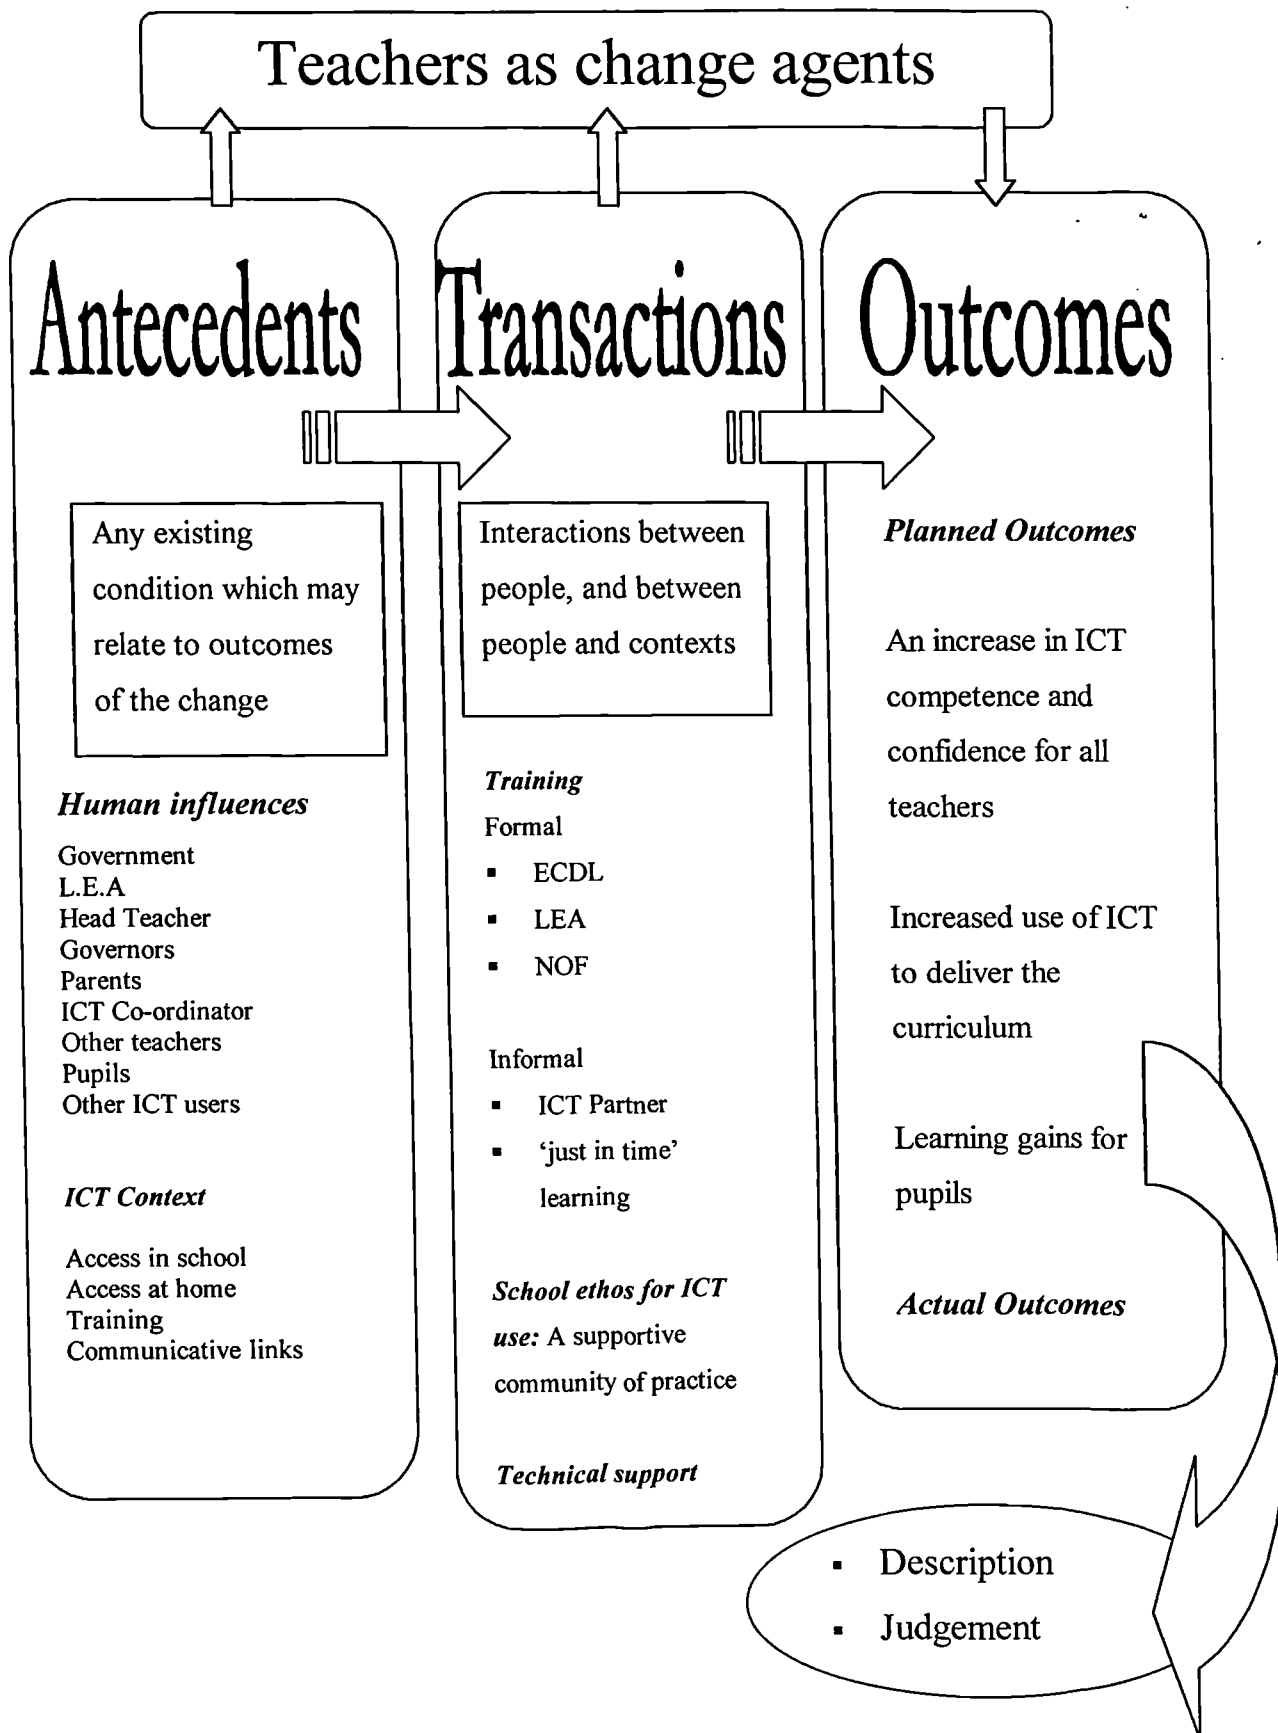 Teachers as change agents
Antecedents
Any existing
condition which may
relate to outcomes
of the change
Human influences
Government
L.E.A
Head Teacher
Governors
Parents
ICT Co-ordinator
Other teachers
Pupils
Other ICT users
ICT Context
Access in school
Access at home
Training
Communicative links
Transactions
Interactions between
people, and between
people and contexts
Training
Formal
▪ ECDL
▪ LEA
▪ NOF
Informal
▪ ICT Partner
▪ ‘just in time’
learning
School ethos for ICT
use: A supportive
community of practice
Technical support
Outcomes
Planned Outcomes
An increase in ICT
competence and
confidence for all
teachers
Increased use of ICT
to deliver the
curriculum
Learning gains for
pupils
Actual Outcomes
▪ Description
▪ Judgement